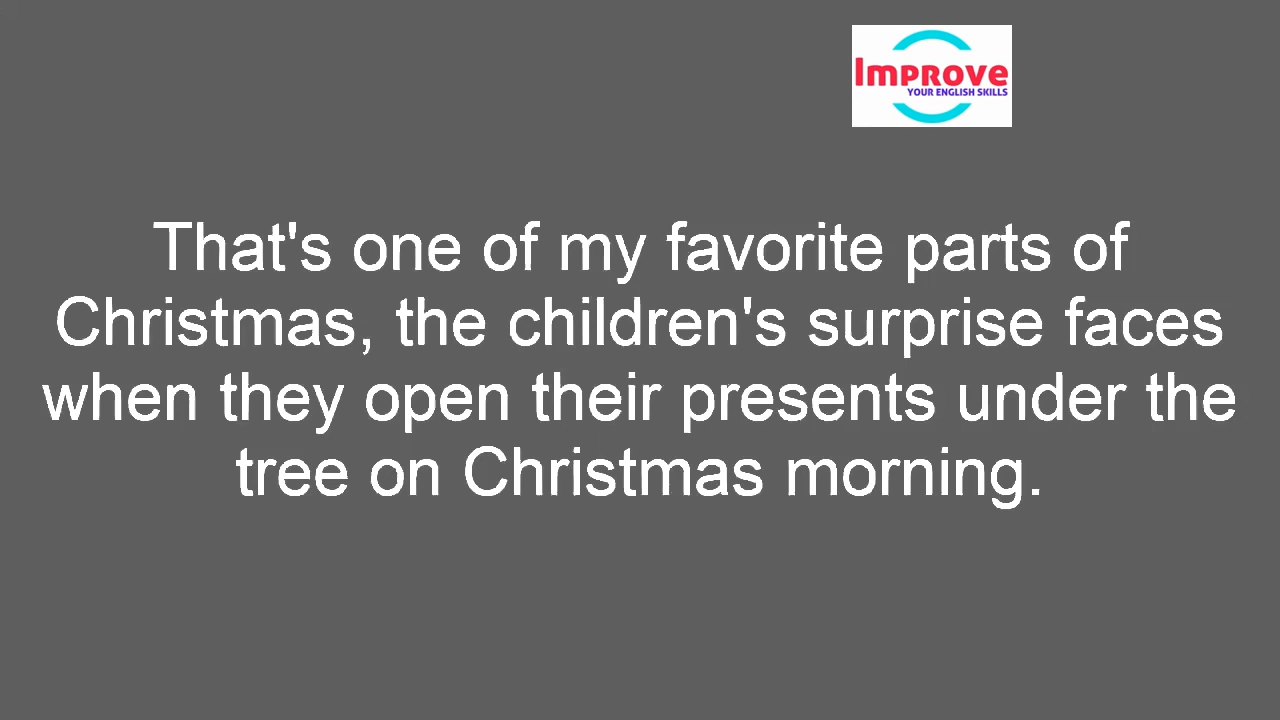 Improve
YOUR ENGLISH SKILLS
That's one of my favorite parts of
Christmas, the children's surprise faces
when they open their presents under the
tree on Christmas morning.